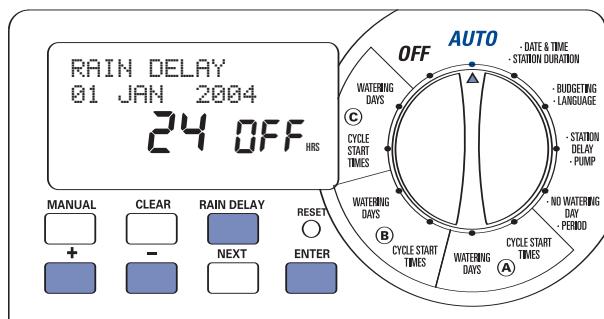 RAIN DELAY
01 JAN 2004
24 OFF HRS
MANUAL
CLEAR
RAIN DELAY
RESET
+
-
NEXT
ENTER
OFF
AUTO
· DATE & TIME
· STATION DURATION
· BUDGETING
· LANGUAGE
· STATION
DELAY
· PUMP
· NO WATERING
DAY
· PERIOD
CYCLE START
TIMES
A
WATERING
DAYS
CYCLE START
TIMES
B
WATERING
DAYS
CYCLE
START
TIMES
C
WATERING
DAYS